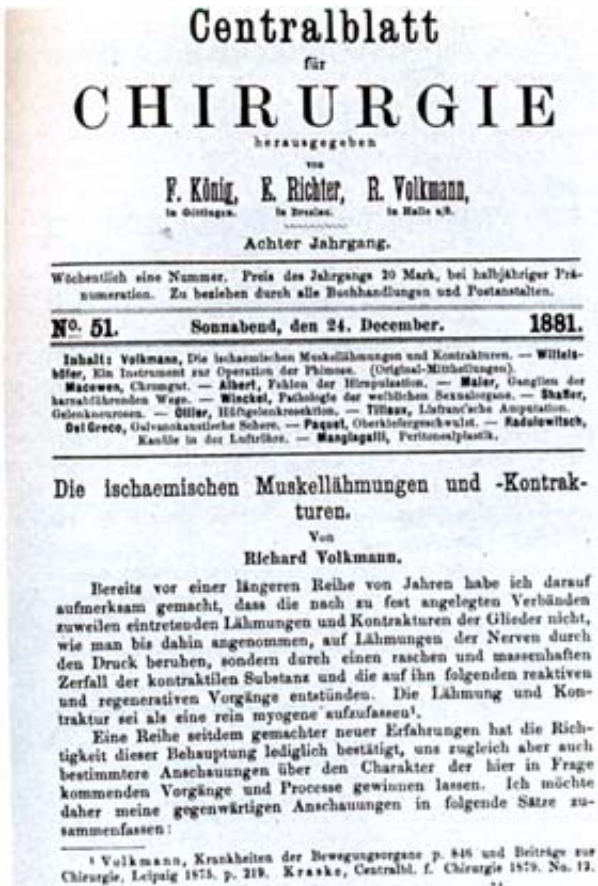 Centralblatt
für
CHIRURGIE
herausgegeben
von
F. König, E. Richter, R. Volkmann,
in Göttingen. in Breslau. in Halle a/S.
Achter Jahrgang.
Wöchentlich eine Nummer. Preis des Jahrgangs 20 Mark, bei halbjähriger Prä-
numeration. Zu beziehen durch alle Buchhandlungen und Postanstalten.
No. 51. Sonnabend, den 24. December. 1881.
Inhalt: Volkmann, Die ischaemischen Muskellähmungen und Kontrakturen. — Wittels-
höfer, Ein Instrument zur Operation der Phimose. (Original-Mittheilungen).
Macewen, Chromgut. — Albert, Fehlen der Hirnpulsation. — Maier, Ganglien der
harnabführenden Wege. — Winckel, Pathologie der weiblichen Sexualorgane. — Shaffer,
Gelenkneurosen. — Ollier, Hüftgelenksresektion. — Tillaux, Lisfranc'sche Amputation.
Del Greco, Galvanokaustische Schere. — Paquet, Oberkiefergeschwulst. — Radulowitsch,
Kanüle in der Luftröhre. — Mangiagalli, Peritonealplastik.
Die ischaemischen Muskellähmungen und -Kontrak-
turen.
Von
Richard Volkmann.
Bereits vor einer längeren Reihe von Jahren habe ich darauf
aufmerksam gemacht, dass die nach zu fest angelegten Verbänden
zuweilen eintretenden Lähmungen und Kontrakturen der Glieder nicht,
wie man bis dahin angenommen, auf Lähmungen der Nerven durch
den Druck beruhen, sondern durch einen raschen und massenhaften
Zerfall der kontraktilen Substanz und die auf ihn folgenden reaktiven
und regenerativen Vorgänge entstünden. Die Lähmung und Kon-
traktur sei als eine rein myogene aufzufassen¹.
Eine Reihe seitdem gemachter neuer Erfahrungen hat die Rich-
tigkeit dieser Behauptung lediglich bestätigt, uns zugleich aber auch
bestimmtere Anschauungen über den Charakter der hier in Frage
kommenden Vorgänge und Processe gewinnen lassen. Ich möchte
daher meine gegenwärtigen Anschauungen in folgende Sätze zu-
sammenfassen:
¹ Volkmann, Krankheiten der Bewegungsorgane p. 846 und Beiträge zur
Chirurgie. Leipzig 1875. p. 219. Kraske, Centralbl. f. Chirurgie 1879. No. 12.